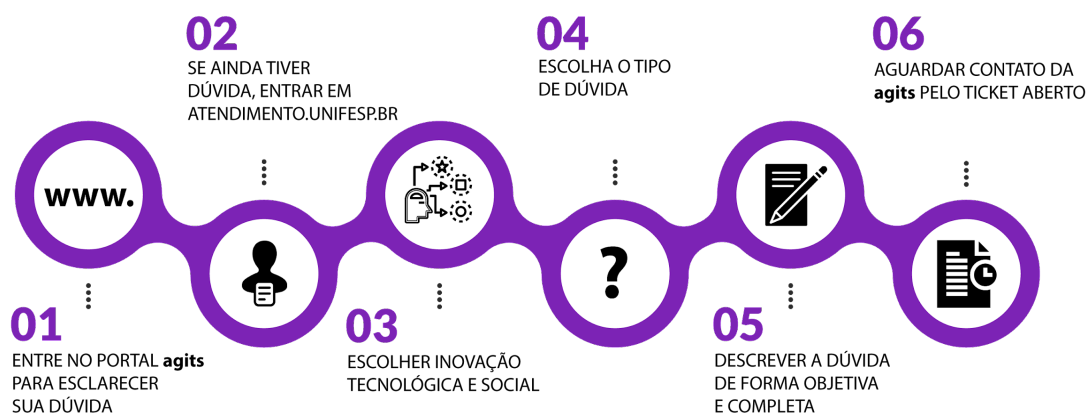 01
ENTRE NO PORTAL agits
PARA ESCLARECER
SUA DÚVIDA
www.
02
SE AINDA TIVER
DÚVIDA, ENTRAR EM
ATENDIMENTO.UNIFESP.BR
03
ESCOLHER INOVAÇÃO
TECNOLÓGICA E SOCIAL
04
ESCOLHA O TIPO
DE DÚVIDA
?
05
DESCREVER A DÚVIDA
DE FORMA OBJETIVA
E COMPLETA
06
AGUARDAR CONTATO DA
agits PELO TICKET ABERTO